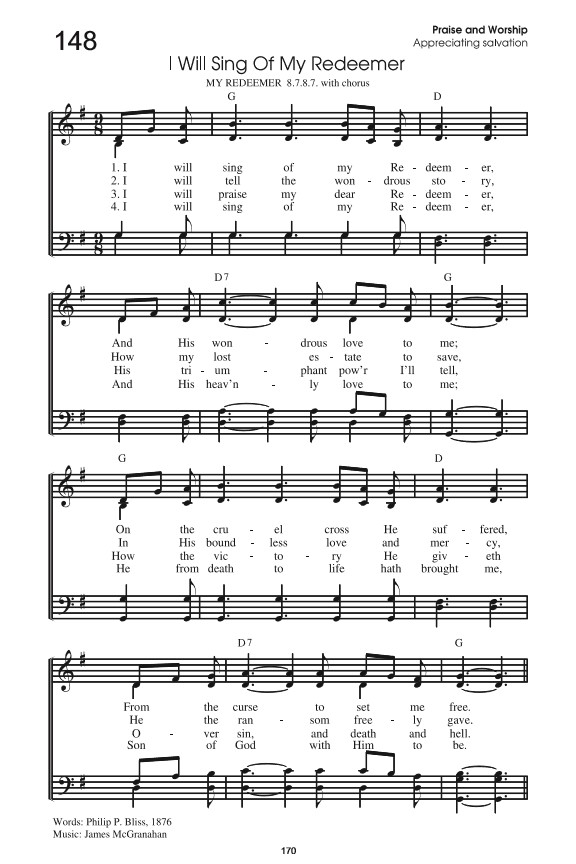 148
Praise and Worship
Appreciating salvation
I Will Sing Of My Redeemer
MY REDEEMER 8.7.8.7. with chorus
G D
1. I will sing of my Re - deem - er,
2. I will tell the won - drous sto - ry,
3. I will praise my dear Re - deem - er,
4. I will sing of my Re - deem - er,
D7 G
And His won - drous love to me;
How my lost es - tate to save,
His tri - um - phant pow'r I'll tell,
And His heav'n - ly love to me;
G D
On the cru - el cross He suf - fered,
In His bound - less love and mer - cy,
How the vic - to - ry He giv - eth
He from death to life hath brought me,
D7 G
From the curse to set me free.
He the ran - som free - ly gave.
O - ver sin, and death and hell.
Son of God with Him to be.
Words: Philip P. Bliss, 1876
Music: James McGranahan
170